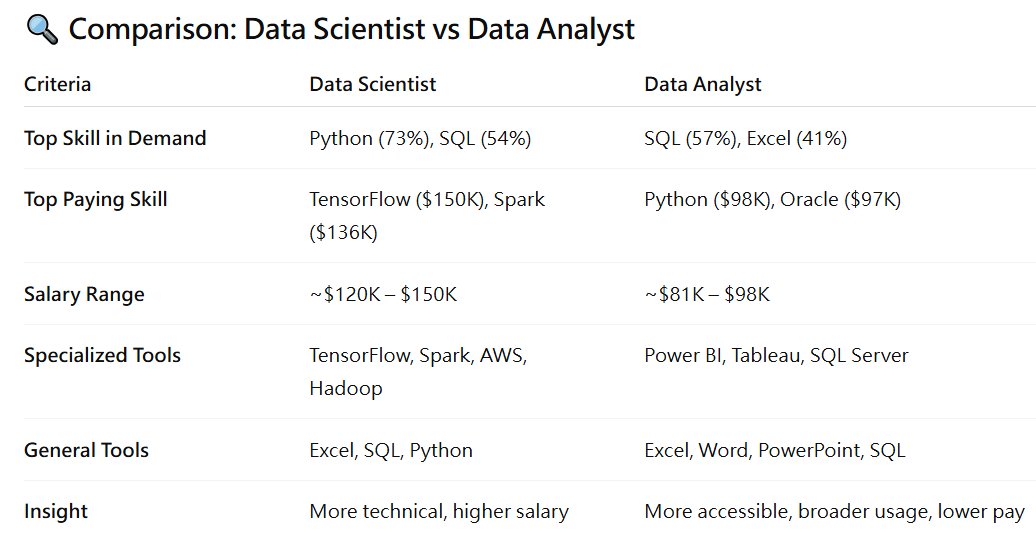 🔍 Comparison: Data Scientist vs Data Analyst
Criteria Data Scientist Data Analyst
Top Skill in Demand Python (73%), SQL (54%) SQL (57%), Excel (41%)
Top Paying Skill TensorFlow ($150K), Spark Python ($98K), Oracle ($97K)
($136K)
Salary Range ~$120K – $150K ~$81K – $98K
Specialized Tools TensorFlow, Spark, AWS, Power BI, Tableau, SQL Server
Hadoop
General Tools Excel, SQL, Python Excel, Word, PowerPoint, SQL
Insight More technical, higher salary More accessible, broader usage, lower pay